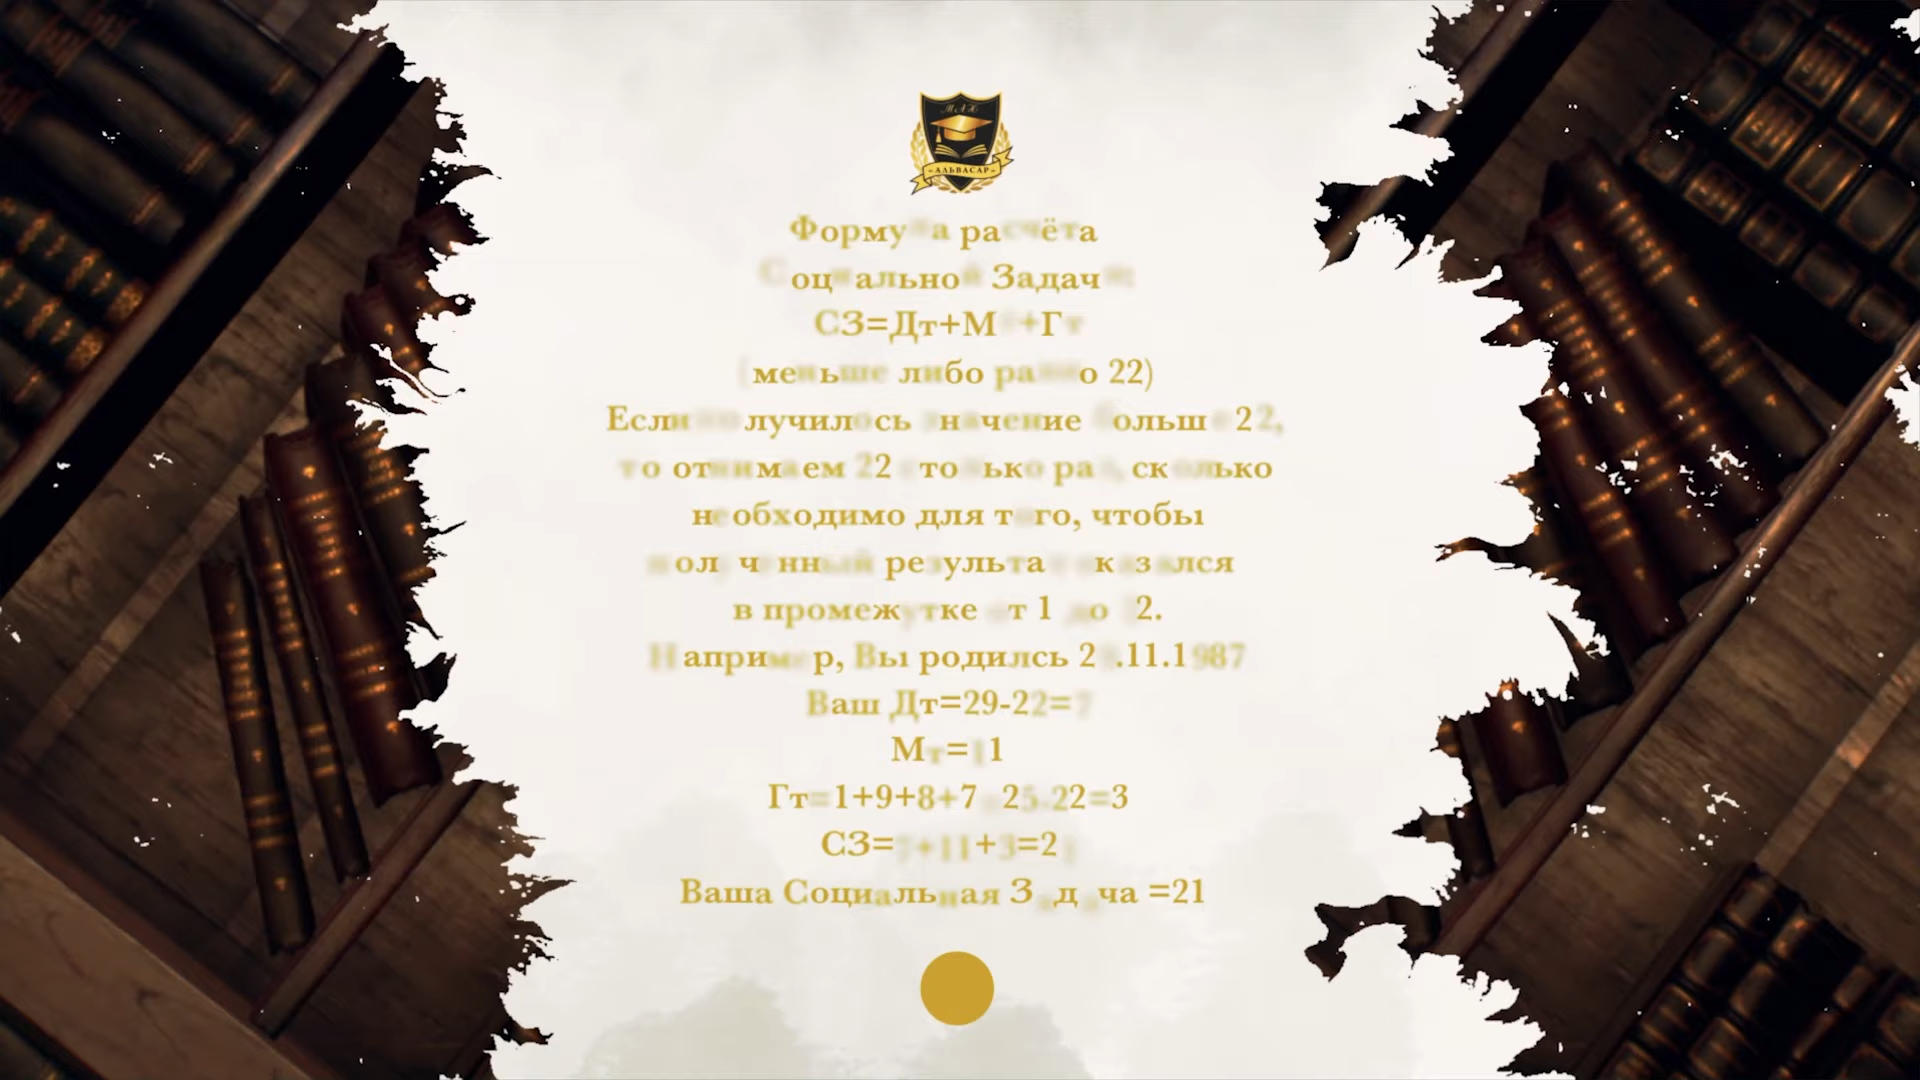 МАК
АЛЬВАСАР
Формула расчёта
Социальной Задачи:
СЗ=Дт+Мт+Гт
(меньше либо равно 22)
Если получилось значение больше 22,
то отнимаем 22 столько раз, сколько
необходимо для того, чтобы
полученный результат оказался
в промежутке от 1 до 22.
Например, Вы родилсь 29.11.1987
Ваш Дт=29-22=7
Мт=11
Гт=1+9+8+7=25-22=3
СЗ=7+11+3=21
Ваша Социальная Задача =21